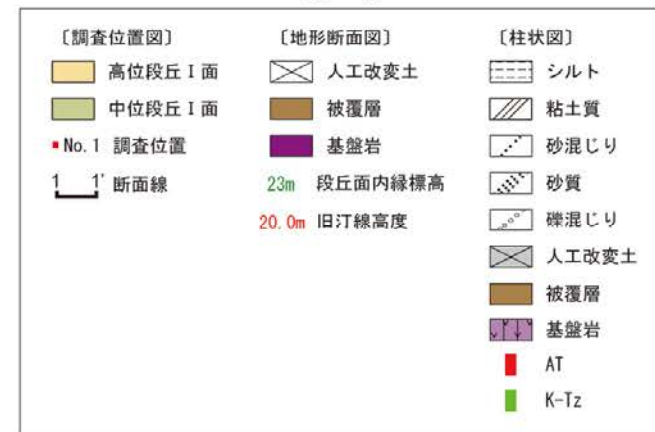 〔調査位置図〕
高位段丘Ⅰ面
中位段丘Ⅰ面
No.1 調査位置
1 1' 断面線
〔地形断面図〕
人工改変土
被覆層
基盤岩
23m 段丘面内縁標高
20.0m 旧汀線高度
〔柱状図〕
シルト
粘土質
砂混じり
砂質
礫混じり
人工改変土
被覆層
基盤岩
AT
K-Tz